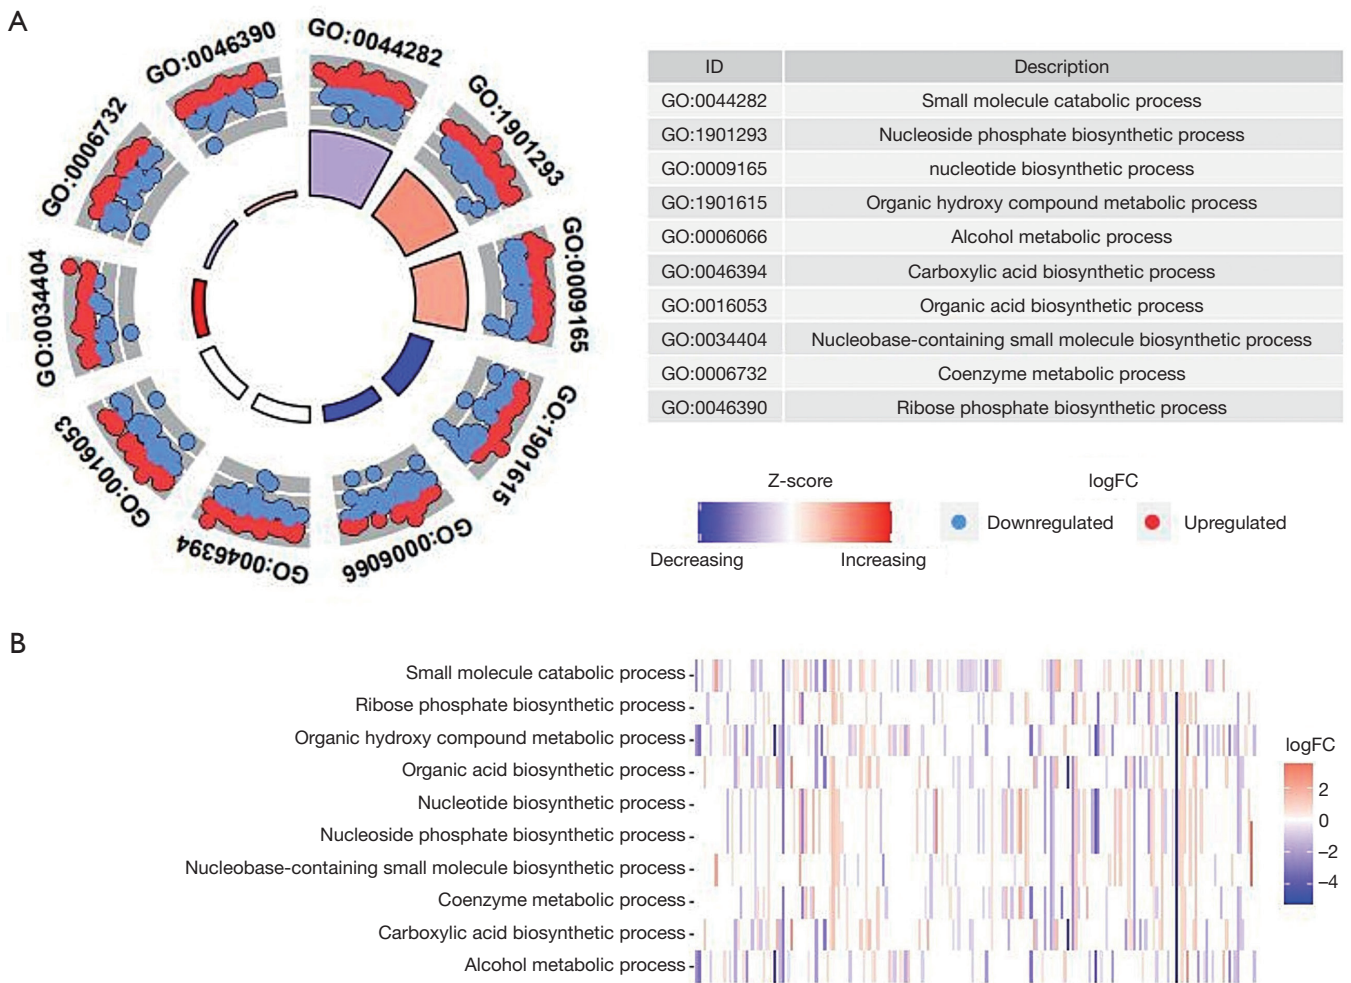 A
GO:0044282
GO:1901293
GO:0009165
GO:1901615
GO:0006066
GO:0046394
GO:0016053
GO:0034404
GO:0006732
GO:0046390
ID Description
GO:0044282 Small molecule catabolic process
GO:1901293 Nucleoside phosphate biosynthetic process
GO:0009165 nucleotide biosynthetic process
GO:1901615 Organic hydroxy compound metabolic process
GO:0006066 Alcohol metabolic process
GO:0046394 Carboxylic acid biosynthetic process
GO:0016053 Organic acid biosynthetic process
GO:0034404 Nucleobase-containing small molecule biosynthetic process
GO:0006732 Coenzyme metabolic process
GO:0046390 Ribose phosphate biosynthetic process
Z-score logFC
Downregulated Upregulated
Decreasing Increasing
B
Small molecule catabolic process
Ribose phosphate biosynthetic process
Organic hydroxy compound metabolic process
Organic acid biosynthetic process
Nucleotide biosynthetic process
Nucleoside phosphate biosynthetic process
Nucleobase-containing small molecule biosynthetic process
Coenzyme metabolic process
Carboxylic acid biosynthetic process
Alcohol metabolic process
logFC
2
0
–2
–4